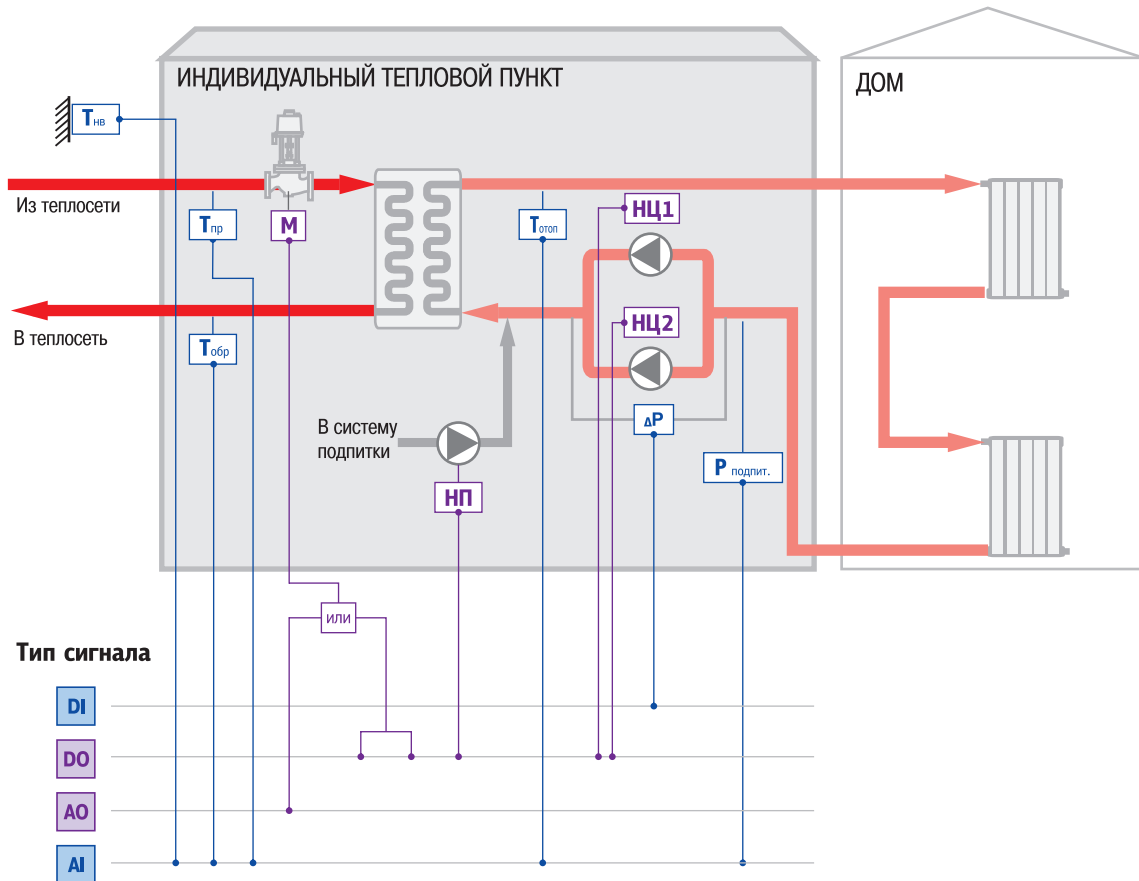 ИНДИВИДУАЛЬНЫЙ ТЕПЛОВОЙ ПУНКТ
ДОМ
Tнв
Из теплосети
Tпр
М
Tотоп
НЦ1
В теплосеть
Tобр
НЦ2
В систему
подпитки
ΔP
P подпит.
НП
или
Тип сигнала
DI
DO
AO
AI